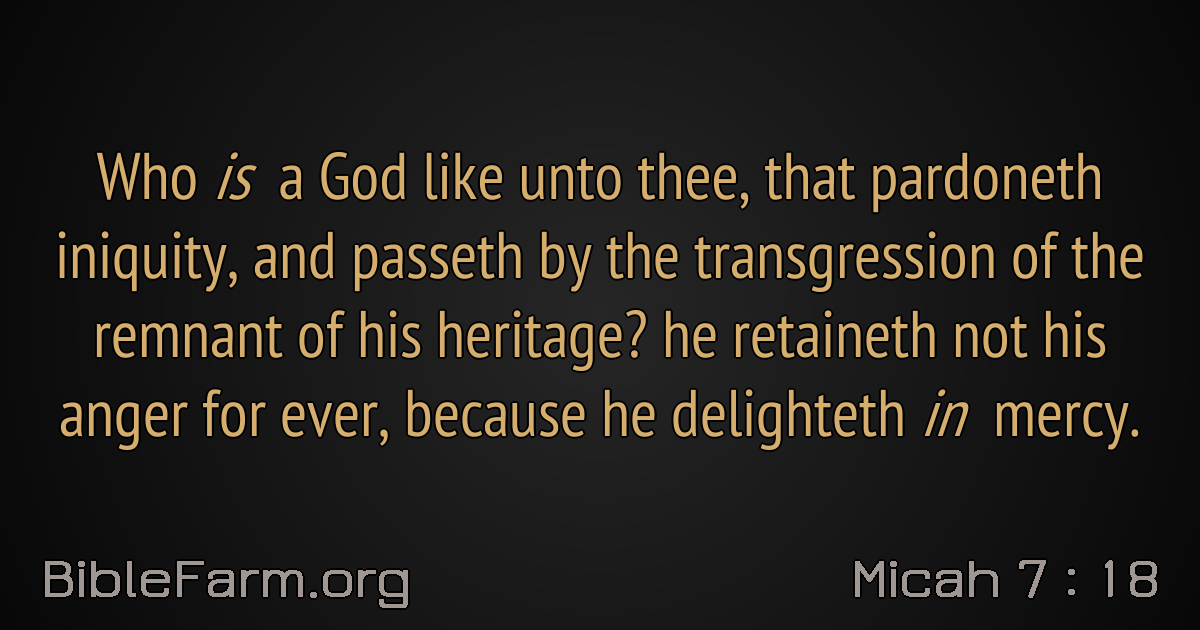 Who is a God like unto thee, that pardoneth
iniquity, and passeth by the transgression of the
remnant of his heritage? he retaineth not his
anger for ever, because he delighteth in mercy.
BibleFarm.org
Micah 7 : 18